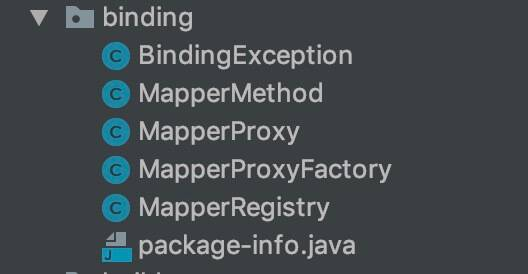 binding
BindingException
MapperMethod
MapperProxy
MapperProxyFactory
MapperRegistry
package-info.java